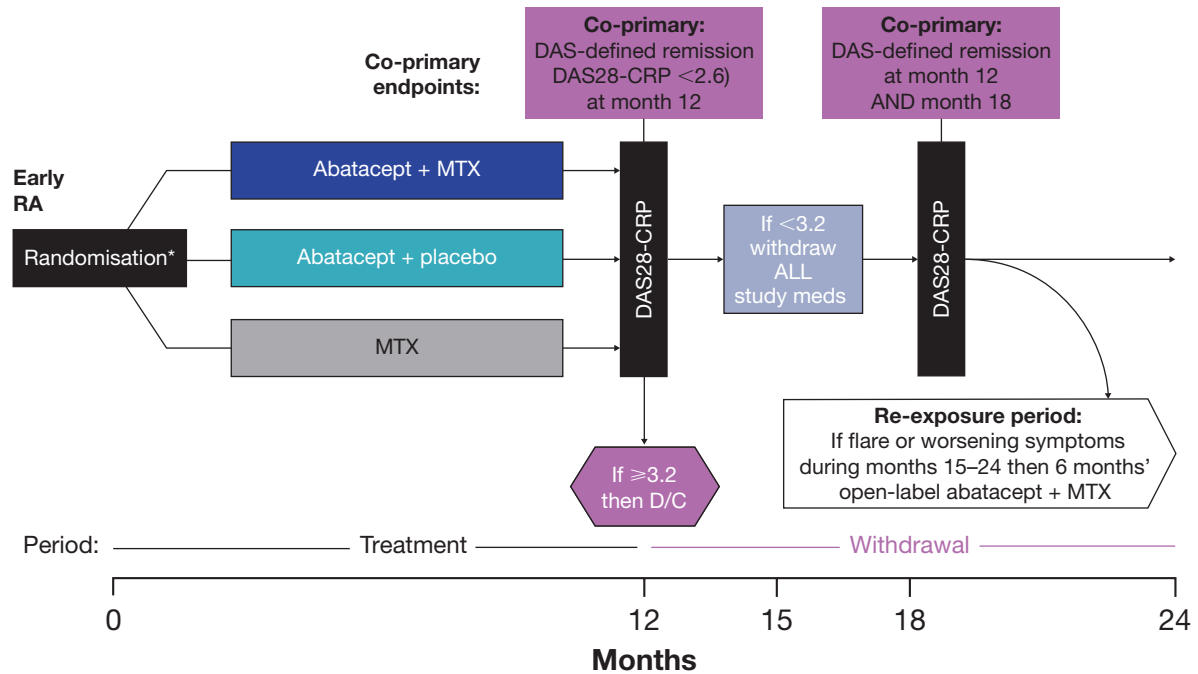 Co-primary
endpoints:
Co-primary:
DAS-defined remission
DAS28-CRP <2.6)
at month 12
Co-primary:
DAS-defined remission
at month 12
AND month 18
Early
RA
Randomisation*
Abatacept + MTX
Abatacept + placebo
MTX
DAS28-CRP
If <3.2
withdraw
ALL
study meds
DAS28-CRP
If ≥3.2
then D/C
Re-exposure period:
If flare or worsening symptoms
during months 15–24 then 6 months’
open-label abatacept + MTX
Period: Treatment Withdrawal
0 12 15 18 24
Months